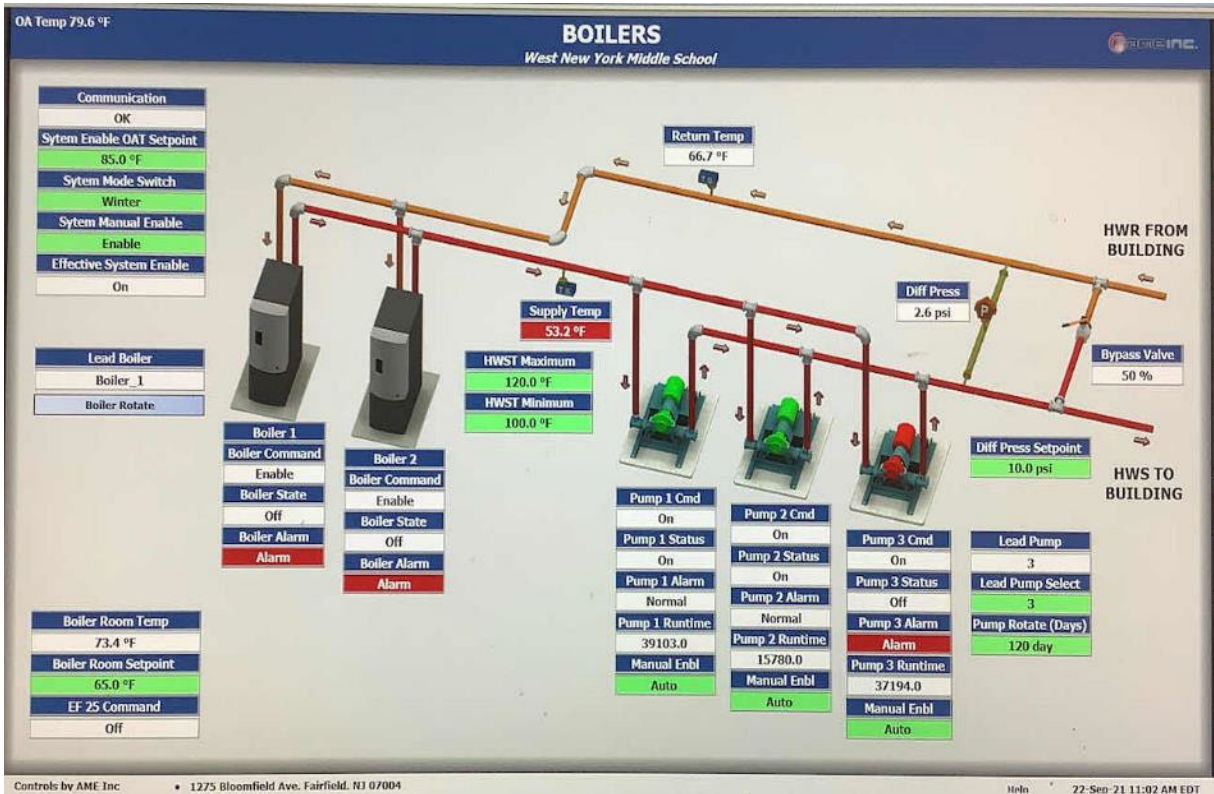 OA Temp 79.6 ºF
BOILERS
West New York Middle School
AME INC.
Communication
OK
Sytem Enable OAT Setpoint
85.0 ºF
Sytem Mode Switch
Winter
Sytem Manual Enable
Enable
Effective System Enable
On
Lead Boiler
Boiler_1
Boiler Rotate
Return Temp
66.7 ºF
HWR FROM
BUILDING
Supply Temp
53.2 ºF
HWST Maximum
120.0 ºF
HWST Minimum
100.0 ºF
Diff Press
2.6 psi
P
Bypass Valve
50 %
Diff Press Setpoint
10.0 psi
HWS TO
BUILDING
Boiler 1
Boiler Command
Enable
Boiler State
Off
Boiler Alarm
Alarm
Boiler 2
Boiler Command
Enable
Boiler State
Off
Boiler Alarm
Alarm
Pump 1 Cmd
On
Pump 1 Status
On
Pump 1 Alarm
Normal
Pump 1 Runtime
39103.0
Manual Enbl
Auto
Pump 2 Cmd
On
Pump 2 Status
On
Pump 2 Alarm
Normal
Pump 2 Runtime
15780.0
Manual Enbl
Auto
Pump 3 Cmd
On
Pump 3 Status
Off
Pump 3 Alarm
Alarm
Pump 3 Runtime
37194.0
Manual Enbl
Auto
Lead Pump
3
Lead Pump Select
3
Pump Rotate (Days)
120 day
Boiler Room Temp
73.4 ºF
Boiler Room Setpoint
65.0 ºF
EF 25 Command
Off
Controls by AME Inc • 1275 Bloomfield Ave. Fairfield. NJ 07004
Help 22-Sep-21 11:02 AM EDT